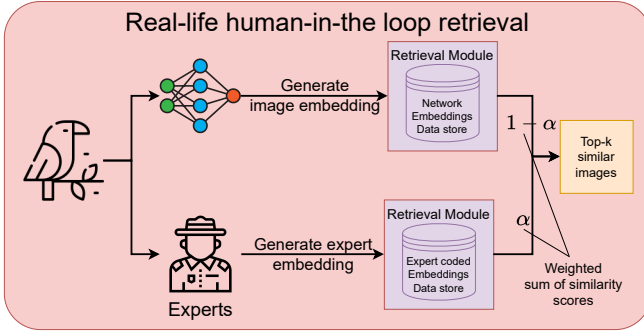 Real-life human-in-the loop retrieval
Generate
image embedding
Retrieval Module
Network
Embeddings
Data store
1 − α
Top-k
similar
images
Experts
Generate expert
embedding
Retrieval Module
Expert coded
Embeddings
Data store
α
Weighted
sum of similarity
scores